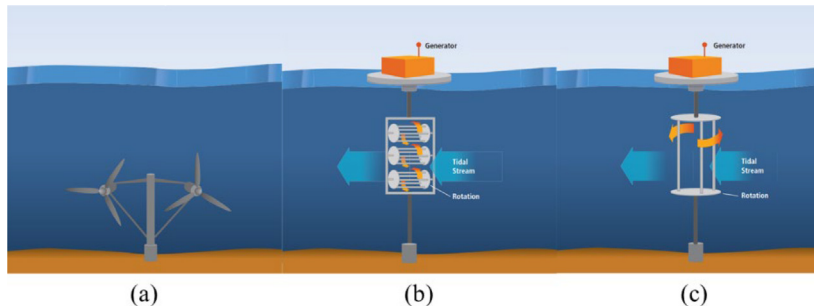 Generator
Tidal
Stream
Rotation
Generator
Tidal
Stream
Rotation
(a)
(b)
(c)